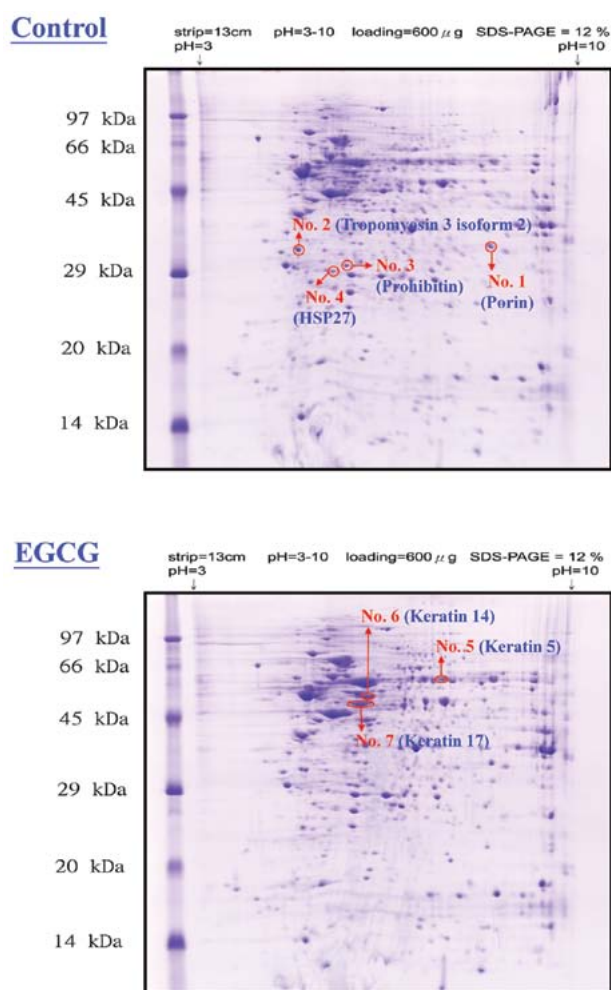 Control
strip=13cm pH=3-10 loading=600 μg SDS-PAGE = 12 %
pH=3 pH=10
97 kDa
66 kDa
45 kDa
No. 2 (Tropomyosin 3 isoform 2)
29 kDa
No. 3
(Prohibitin)
No. 1
(Porin)
No. 4
(HSP27)
20 kDa
14 kDa
EGCG
strip=13cm pH=3-10 loading=600 μg SDS-PAGE = 12 %
pH=3 pH=10
No. 6 (Keratin 14)
97 kDa
No. 5 (Keratin 5)
66 kDa
45 kDa
No. 7 (Keratin 17)
29 kDa
20 kDa
14 kDa